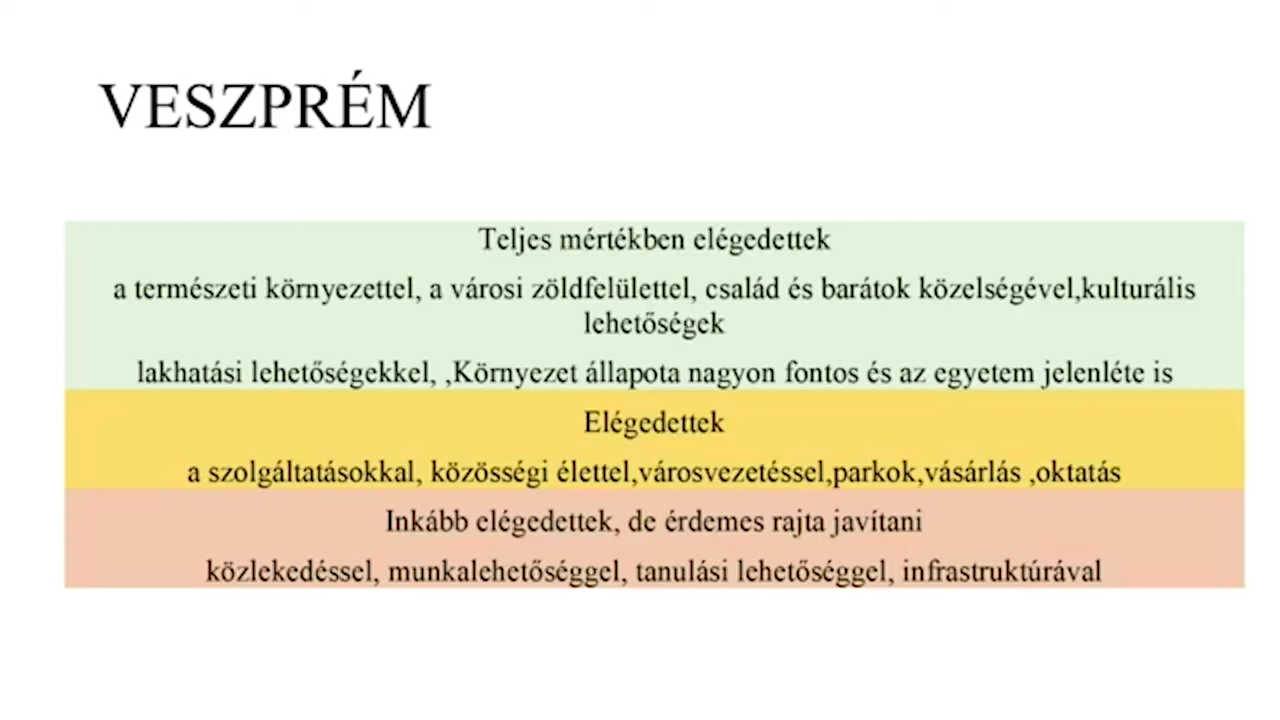 VESZPRÉM
Teljes mértékben elégedettek
a természeti környezettel, a városi zöldfelülettel, család és barátok közelségével,kulturális
lehetőségek
lakhatási lehetőségekkel, ,Környezet állapota nagyon fontos és az egyetem jelenléte is
Elégedettek
a szolgáltatásokkal, közösségi élettel,városvezetéssel,parkok,vásárlás ,oktatás
Inkább elégedettek, de érdemes rajta javítani
közlekedéssel, munkalehetőséggel, tanulási lehetőséggel, infrastruktúrával